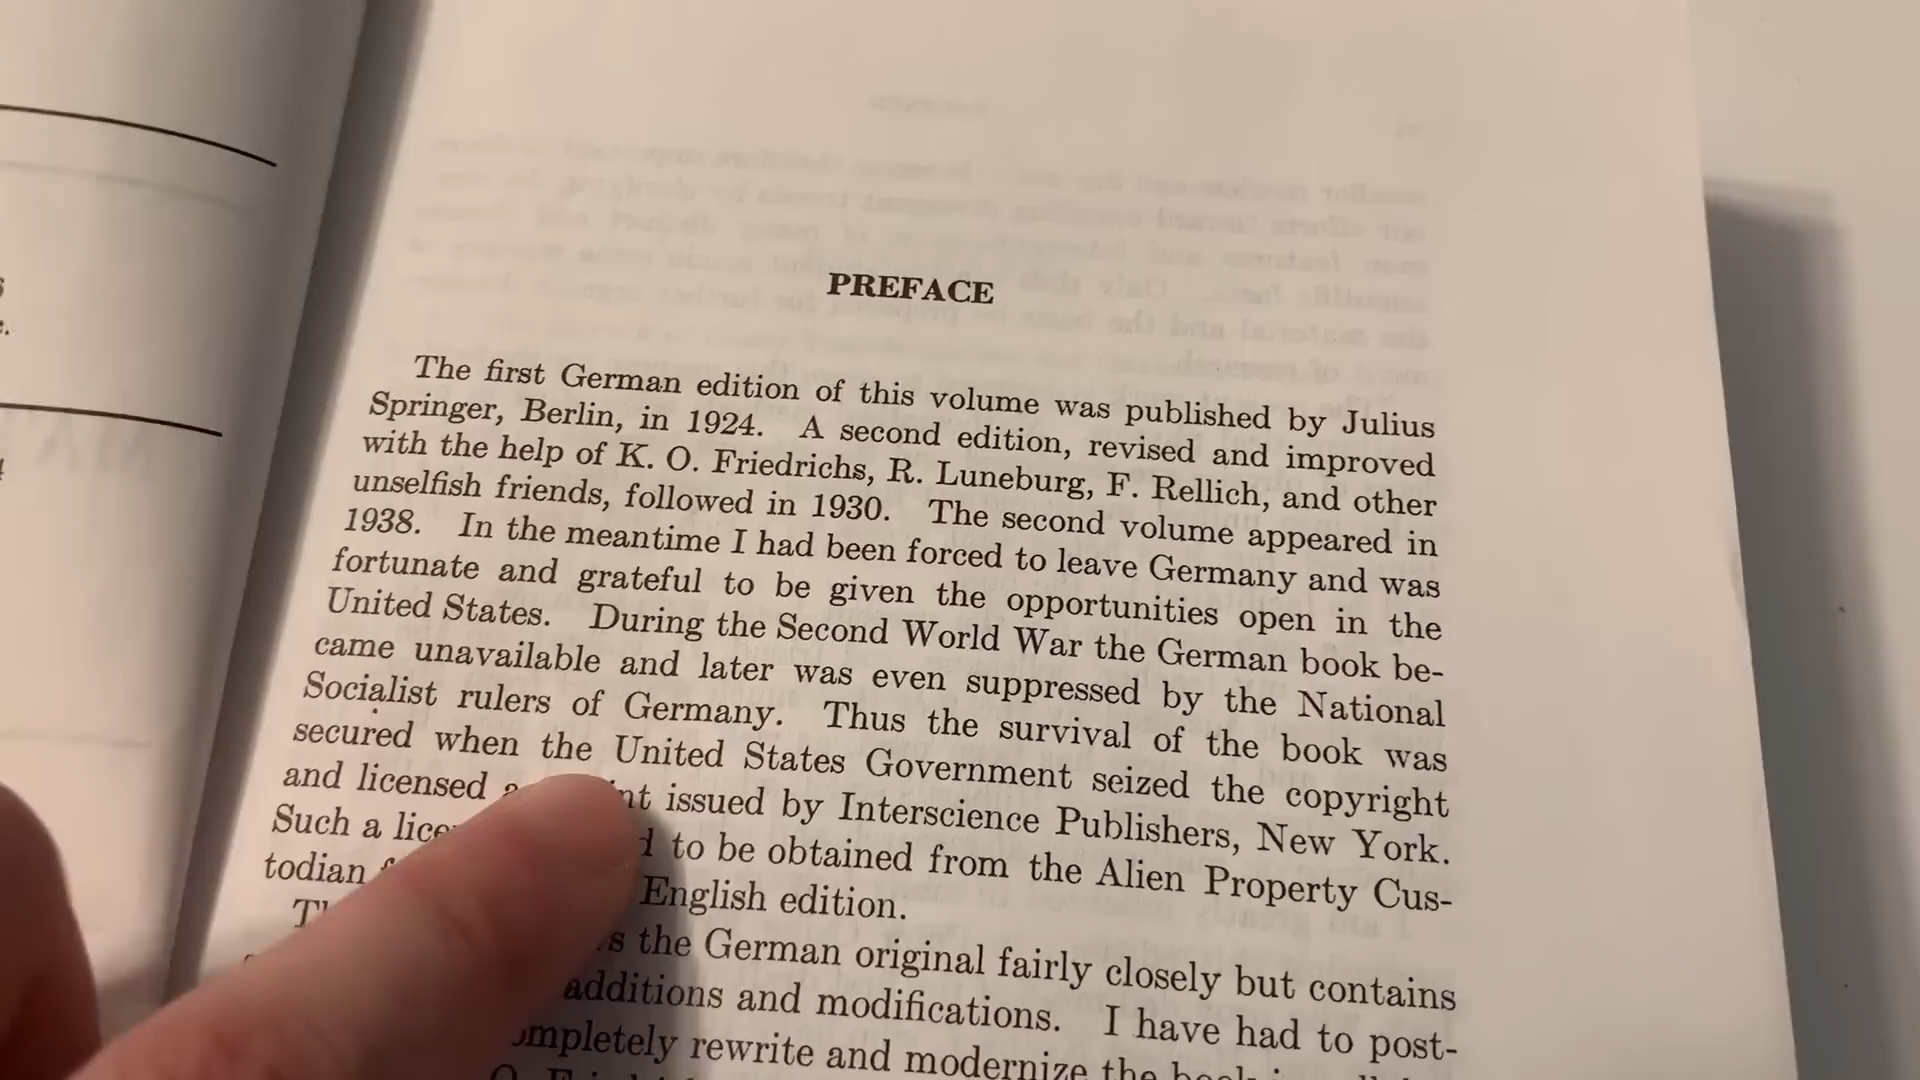 PREFACE
The first German edition of this volume was published by Julius
Springer, Berlin, in 1924. A second edition, revised and improved
with the help of K. O. Friedrichs, R. Luneburg, F. Rellich, and other
unselfish friends, followed in 1930. The second volume appeared in
1938. In the meantime I had been forced to leave Germany and was
fortunate and grateful to be given the opportunities open in the
United States. During the Second World War the German book be-
came unavailable and later was even suppressed by the National
Socialist rulers of Germany. Thus the survival of the book was
secured when the United States Government seized the copyright
and licensed issued by Interscience Publishers, New York.
Such a to be obtained from the Alien Property Cus-
todian English edition.
the German original fairly closely but contains
additions and modifications. I have had to post-
rewrite and modernize the